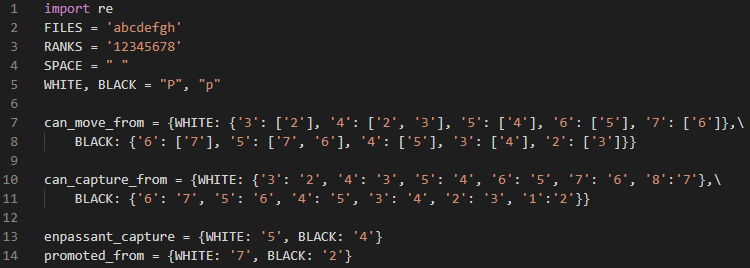 1 import re
2 FILES = 'abcdefgh'
3 RANKS = '12345678'
4 SPACE = " "
5 WHITE, BLACK = "P", "p"
6
7 can_move_from = {WHITE: {'3': ['2'], '4': ['2', '3'], '5': ['4'], '6': ['5'], '7': ['6']},\
8     BLACK: {'6': ['7'], '5': ['7', '6'], '4': ['5'], '3': ['4'], '2': ['3']}}
9
10 can_capture_from = {WHITE: {'3': '2', '4': '3', '5': '4', '6': '5', '7': '6', '8':'7'},\
11     BLACK: {'6': '7', '5': '6', '4': '5', '3': '4', '2': '3', '1':'2'}}
12
13 enpassant_capture = {WHITE: '5', BLACK: '4'}
14 promoted_from = {WHITE: '7', BLACK: '2'}